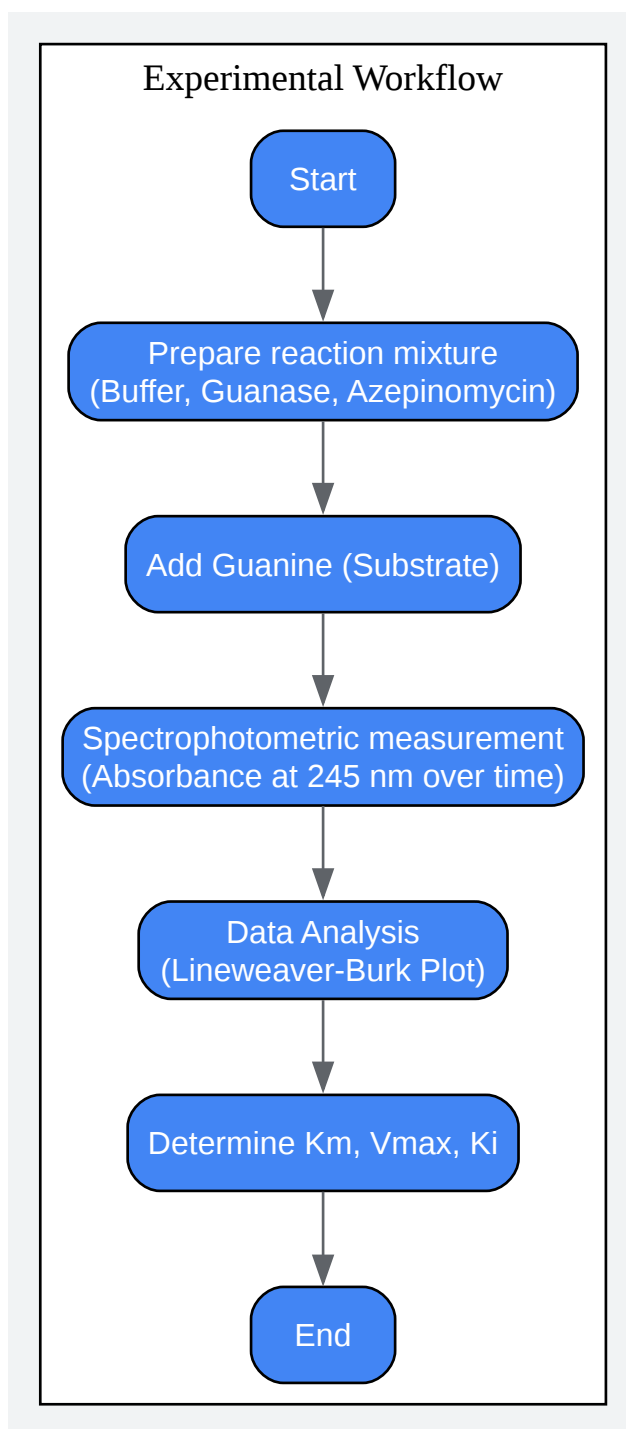 Experimental Workflow
Start
Prepare reaction mixture
(Buffer, Guanase, Azepinomycin)
Add Guanine (Substrate)
Spectrophotometric measurement
(Absorbance at 245 nm over time)
Data Analysis
(Lineweaver-Burk Plot)
Determine Km, Vmax, Ki
End